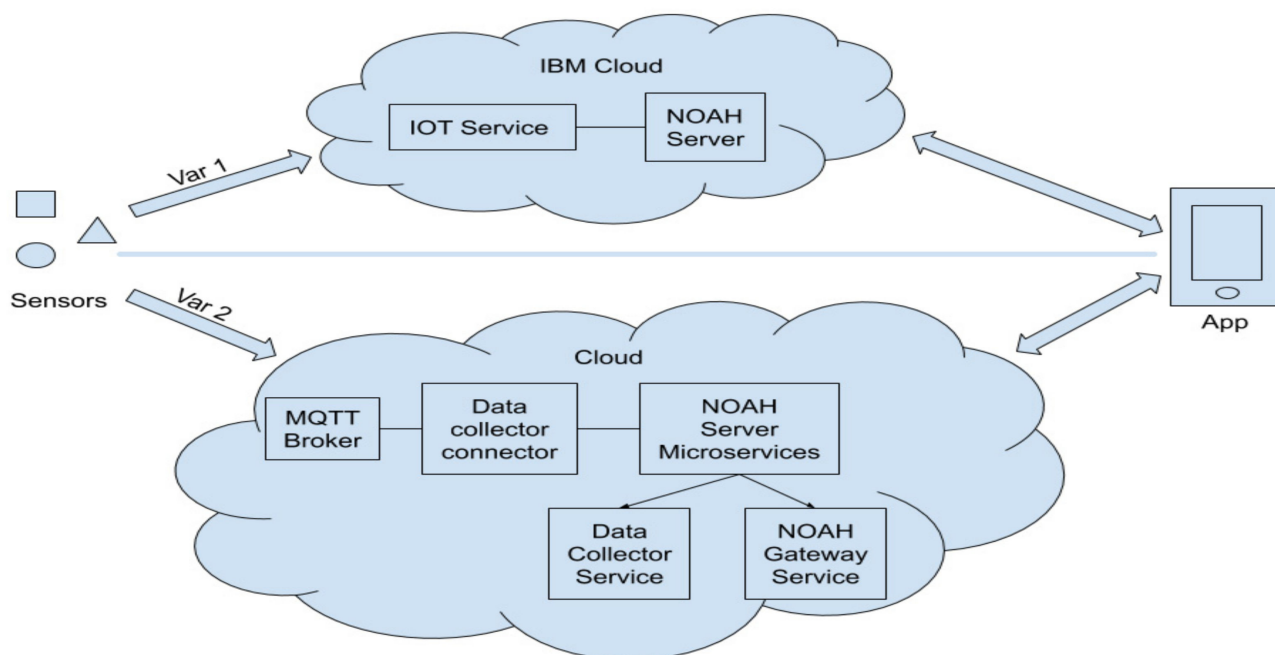 IBM Cloud
IOT Service
NOAH
Server
Var 1
Sensors
Var 2
App
Cloud
MQTT
Broker
Data
collector
connector
NOAH
Server
Microservices
Data
Collector
Service
NOAH
Gateway
Service